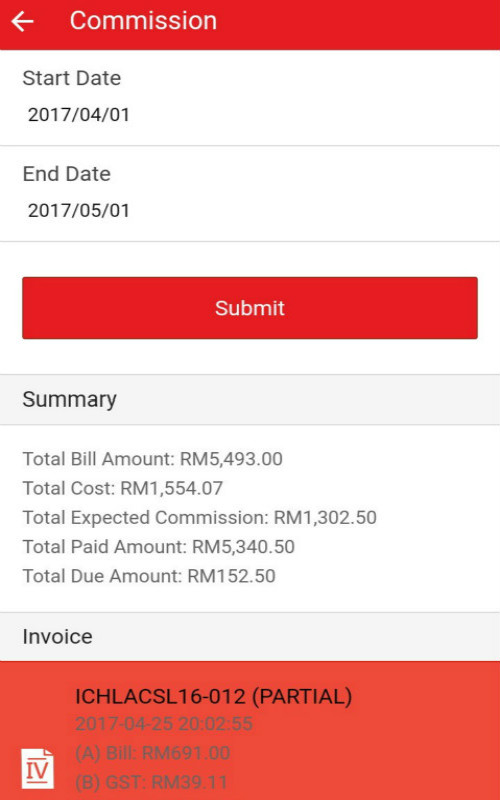 Commission
Start Date
2017/04/01
End Date
2017/05/01
Submit
Summary
Total Bill Amount: RM5,493.00
Total Cost: RM1,554.07
Total Expected Commission: RM1,302.50
Total Paid Amount: RM5,340.50
Total Due Amount: RM152.50
Invoice
ICHLACSL16-012 (PARTIAL)
2017-04-25 20:02:55
IV
(A) Bill: RM691.00
(B) GST: RM39.11